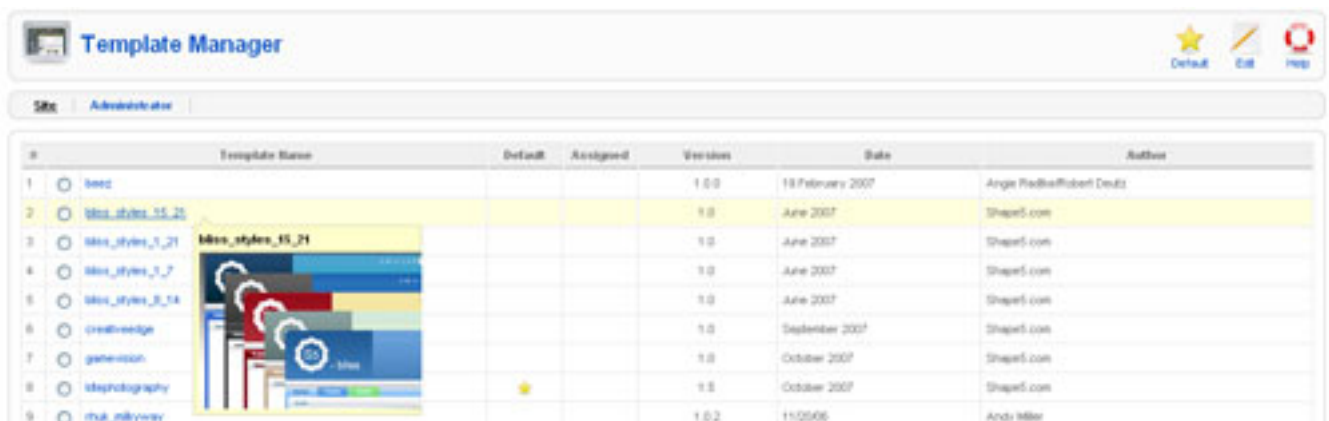 Template Manager
Default Edit Help
Site Administrator
# Template Name Default Assigned Version Date Author
1 beez 1.0.0 19 February 2007 Angie Radtke/Robert Deutz
2 bliss_styles_15_21 1.0 June 2007 Shape5.com
3 bliss_styles_1_21 1.0 June 2007 Shape5.com
bliss_styles_15_21
4 bliss_styles_1_7 1.0 June 2007 Shape5.com
5 bliss_styles_8_14 1.0 June 2007 Shape5.com
6 creativeedge 1.0 September 2007 Shape5.com
7 gamevision 1.0 October 2007 Shape5.com
S5 - bliss
8 1.5 October 2007 Shape5.com
9 rhuk_milkyway 1.0.2 11/20/06 Andy Miller